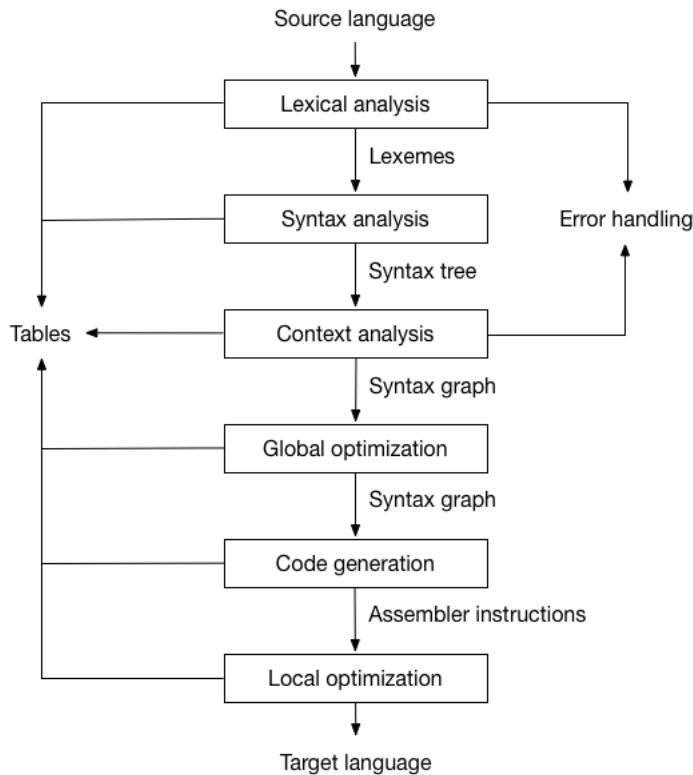 Source language
Lexical analysis
Lexemes
Syntax analysis
Error handling
Syntax tree
Tables
Context analysis
Syntax graph
Global optimization
Syntax graph
Code generation
Assembler instructions
Local optimization
Target language